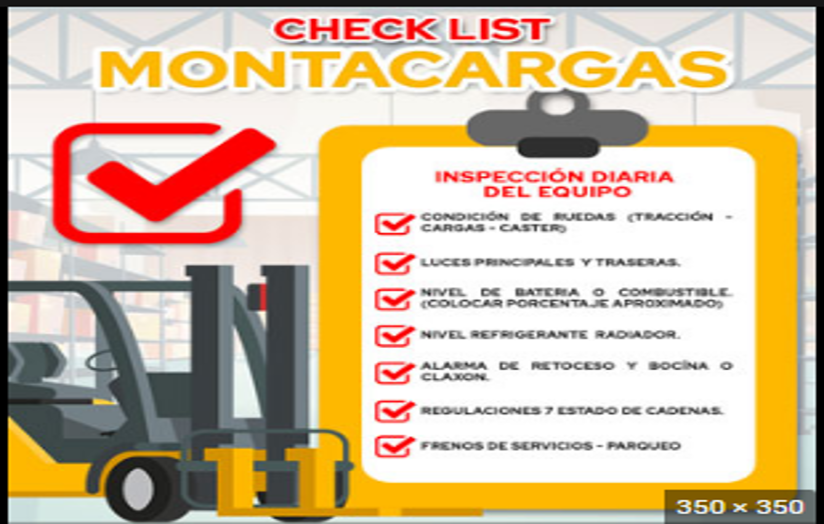 CHECK LIST
MONTACARGAS
INSPECCIÓN DIARIA
DEL EQUIPO
CONDICIÓN DE RUEDAS (TRACCIÓN -
CARGAS - CASTER)
LUCES PRINCIPALES Y TRASERAS.
NIVEL DE BATERIA O COMBUSTIBLE.
(COLOCAR PORCENTAJE APROXIMADO)
NIVEL REFRIGERANTE RADIADOR.
ALARMA DE RETOCESO Y BOCÍNA O
CLAXON.
REGULACIONES 7 ESTADO DE CADENAS.
FRENOS DE SERVICIOS - PARQUEO
350 × 350